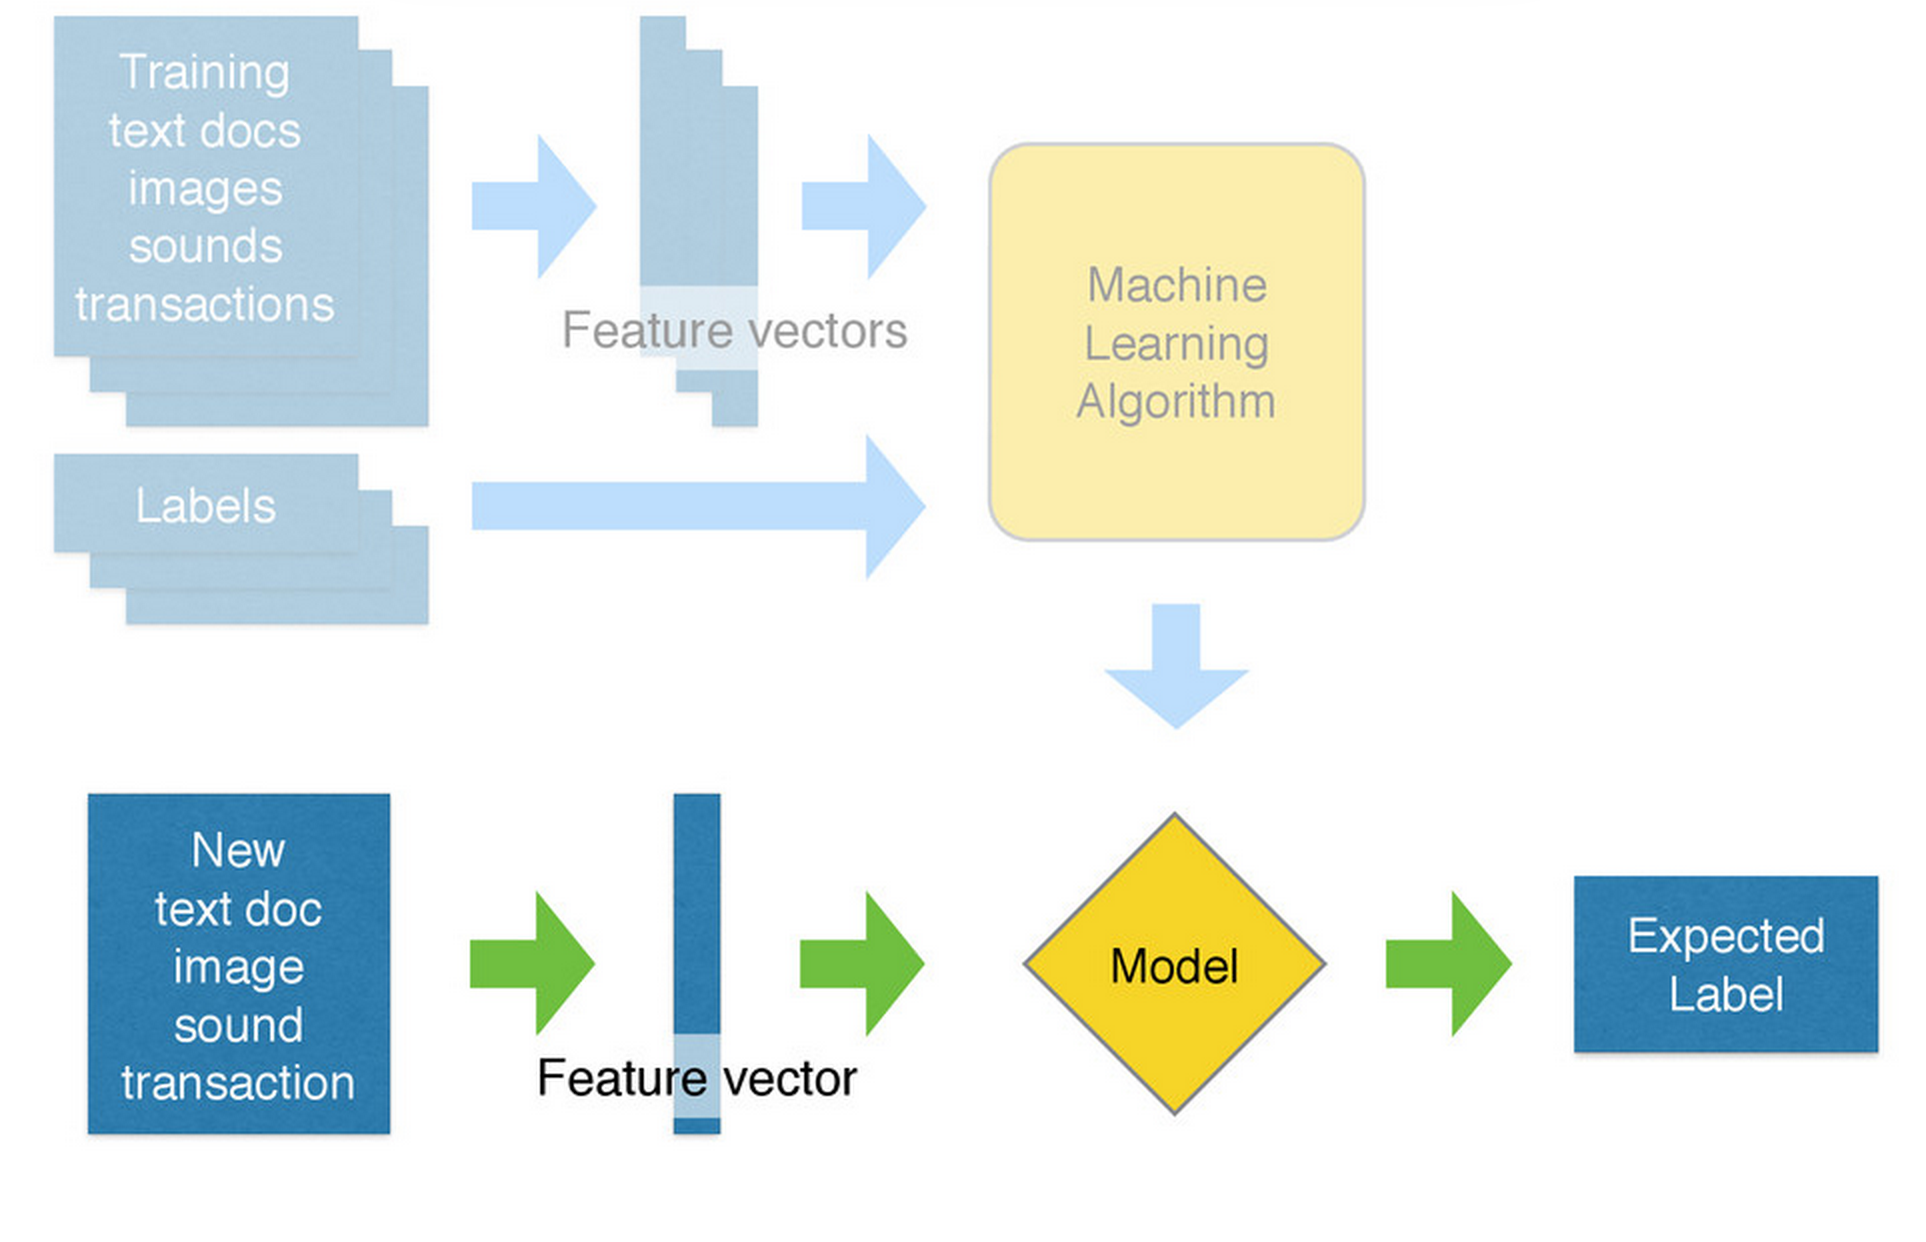 Training
text docs
images
sounds
transactions
Feature vectors
Labels
Machine
Learning
Algorithm
New
text doc
image
sound
transaction
Feature vector
Model
Expected
Label